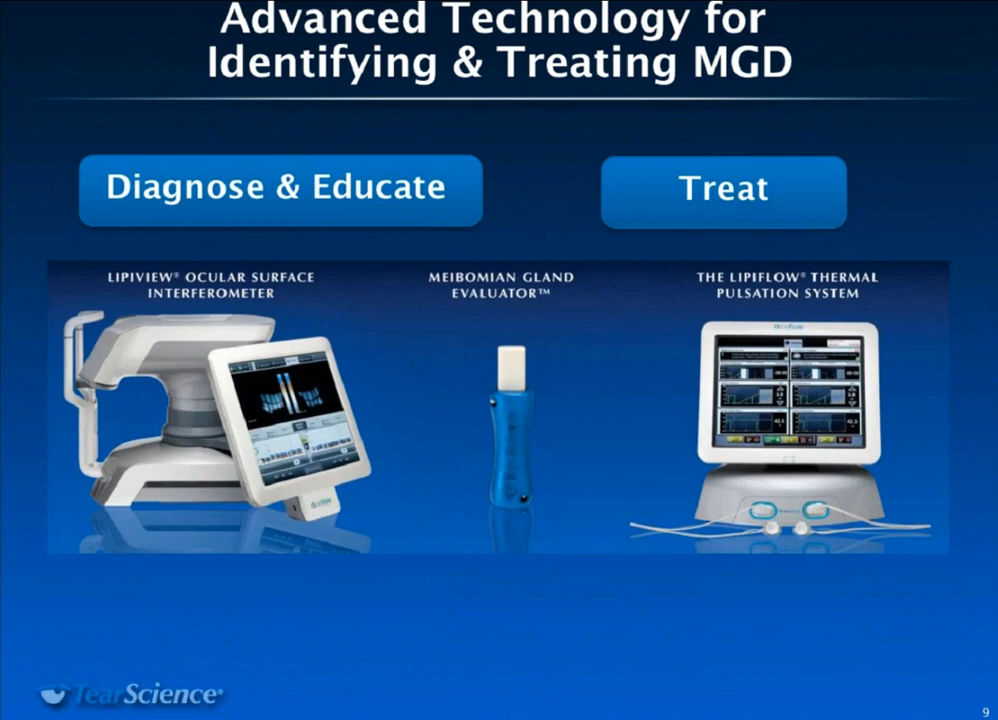 Advanced Technology for
Identifying & Treating MGD
Diagnose & Educate
Treat
LIPIVIEW® OCULAR SURFACE
INTERFEROMETER
MEIBOMIAN GLAND
EVALUATOR™
THE LIPIFLOW® THERMAL
PULSATION SYSTEM
TearScience®
9